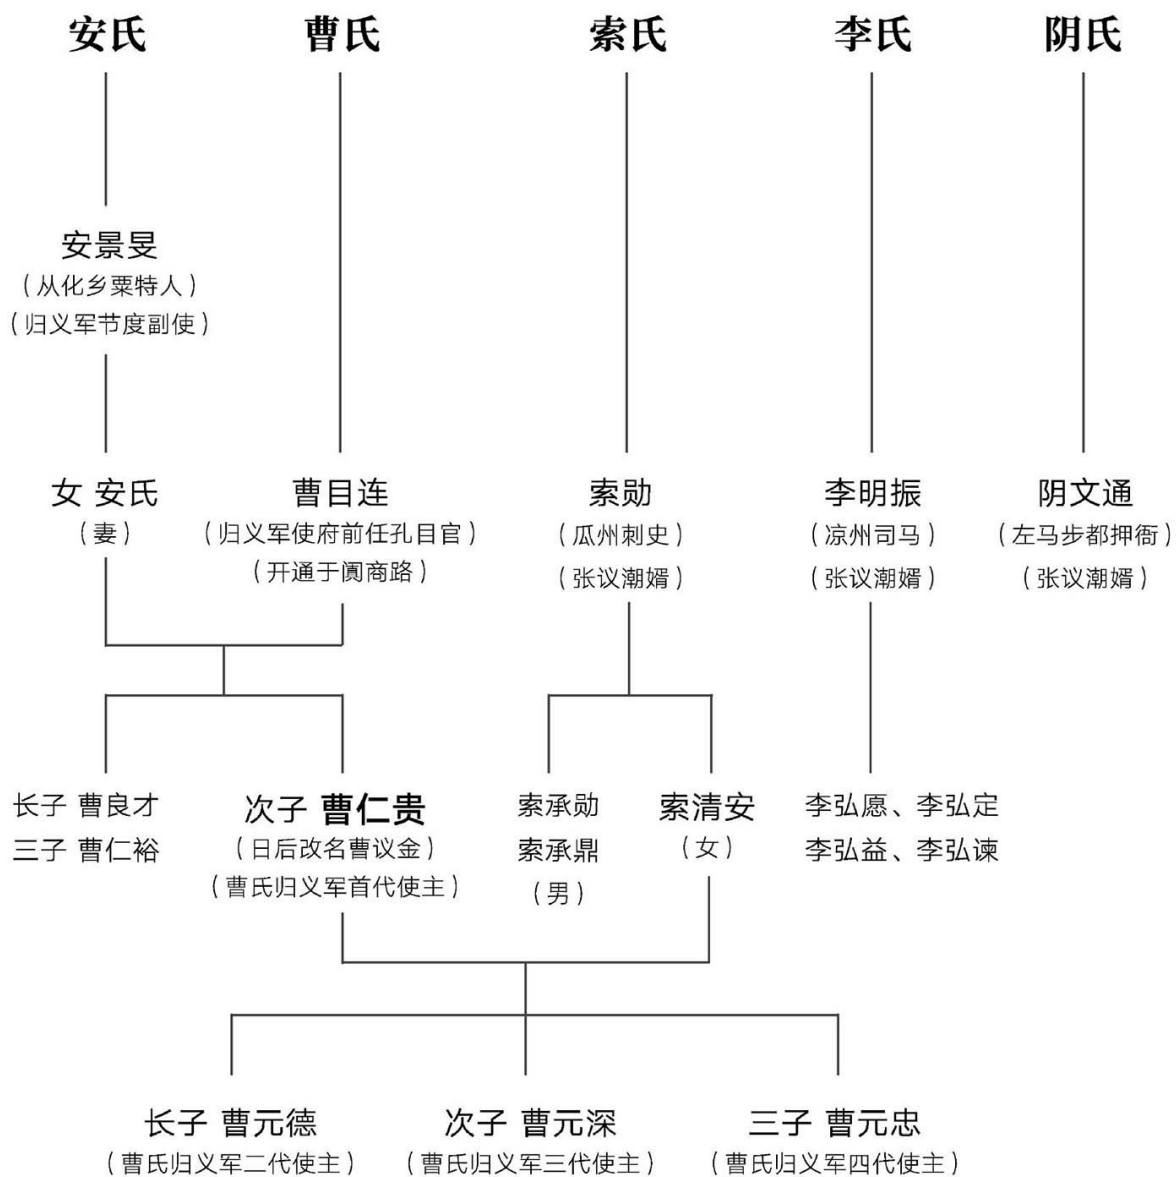 安氏 曹氏 索氏 李氏 阴氏
安景旻
（从化乡粟特人）
（归义军节度副使）
女 安氏
（妻）
曹目连
（归义军使府前任孔目官）
（开通于阗商路）
索勋
（瓜州刺史）
（张议潮婿）
李明振
（凉州司马）
（张议潮婿）
阴文通
（左马步都押衙）
（张议潮婿）
长子 曹良才
三子 曹仁裕
次子 曹仁贵
（日后改名曹议金）
（曹氏归义军首代使主）
索承勋
索承鼎
（男）
索清安
（女）
李弘愿、李弘定
李弘益、李弘谏
长子 曹元德
（曹氏归义军二代使主）
次子 曹元深
（曹氏归义军三代使主）
三子 曹元忠
（曹氏归义军四代使主）